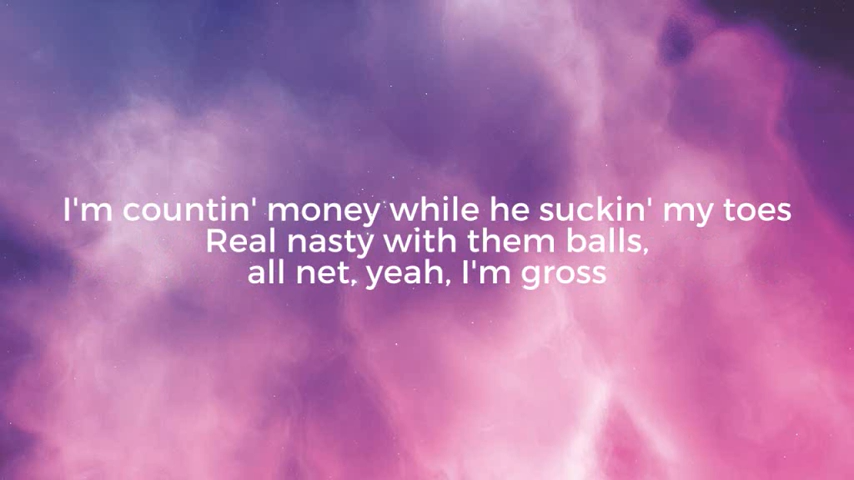 I'm countin' money while he suckin' my toes
Real nasty with them balls,
all net, yeah, I'm gross